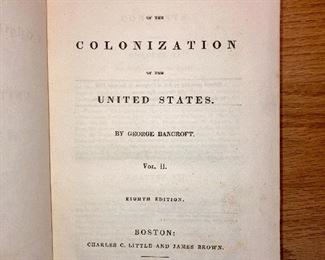 OF THE
COLONIZATION
OF THE
UNITED STATES.
BY GEORGE BANCROFT.
VOL. II.
EIGHTH EDITION.
BOSTON:
CHARLES C. LITTLE AND JAMES BROWN.